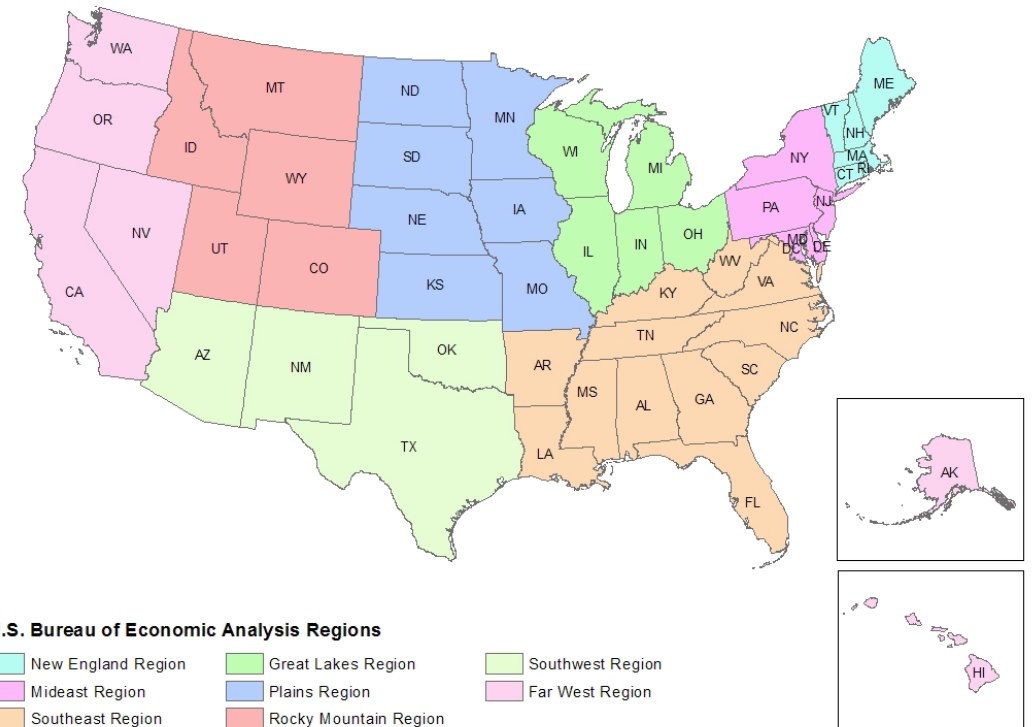 WA
MT
ND
MN
ME
OR
VT
NH
ID
SD
WI
MI
NY
MA
RI
CT
WY
NE
IA
PA
NJ
NV
UT
CO
IL
IN
OH
MD
DC
DE
WV
CA
KS
MO
KY
VA
AZ
NM
OK
TN
NC
AR
SC
MS
AL
GA
TX
LA
FL
AK
HI
.S. Bureau of Economic Analysis Regions
New England Region
Great Lakes Region
Southwest Region
Mideast Region
Plains Region
Far West Region
Southeast Region
Rocky Mountain Region